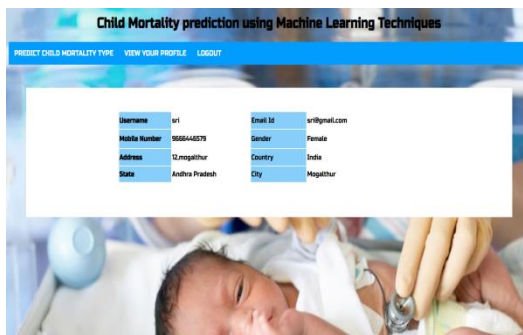 Child Mortality prediction using Machine Learning Techniques
PREDICT CHILD MORTALITY TYPE VIEW YOUR PROFILE LOGOUT
Username sri Email Id sri@gmail.com
Mobile Number 9666446579 Gender Female
Address 12,mogalthur Country India
State Andhra Pradesh City Mogalthur